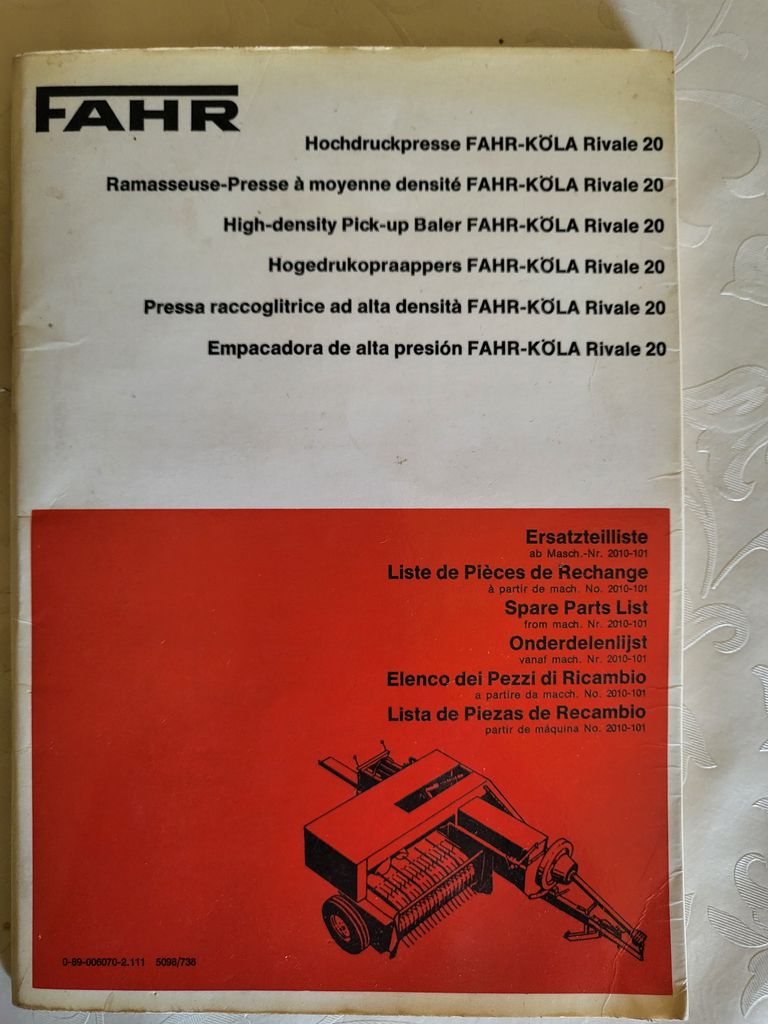 FAHR
Hochdruckpresse FAHR-KÖLA Rivale 20
Ramasseuse-Presse à moyenne densité FAHR-KÖLA Rivale 20
High-density Pick-up Baler FAHR-KÖLA Rivale 20
Hogedrukopraappers FAHR-KÖLA Rivale 20
Pressa raccoglitrice ad alta densità FAHR-KÖLA Rivale 20
Empacadora de alta presión FAHR-KÖLA Rivale 20
Ersatzteilliste
ab Masch.-Nr. 2010-101
Liste de Pièces de Rechange
à partir de mach. No. 2010-101
Spare Parts List
from mach. Nr. 2010-101
Onderdelenlijst
vanaf mach. Nr. 2010-101
Elenco dei Pezzi di Ricambio
a partire da macch. No. 2010-101
Lista de Piezas de Recambio
partir de máquina No. 2010-101
0-89-006070-2.111 5098/738